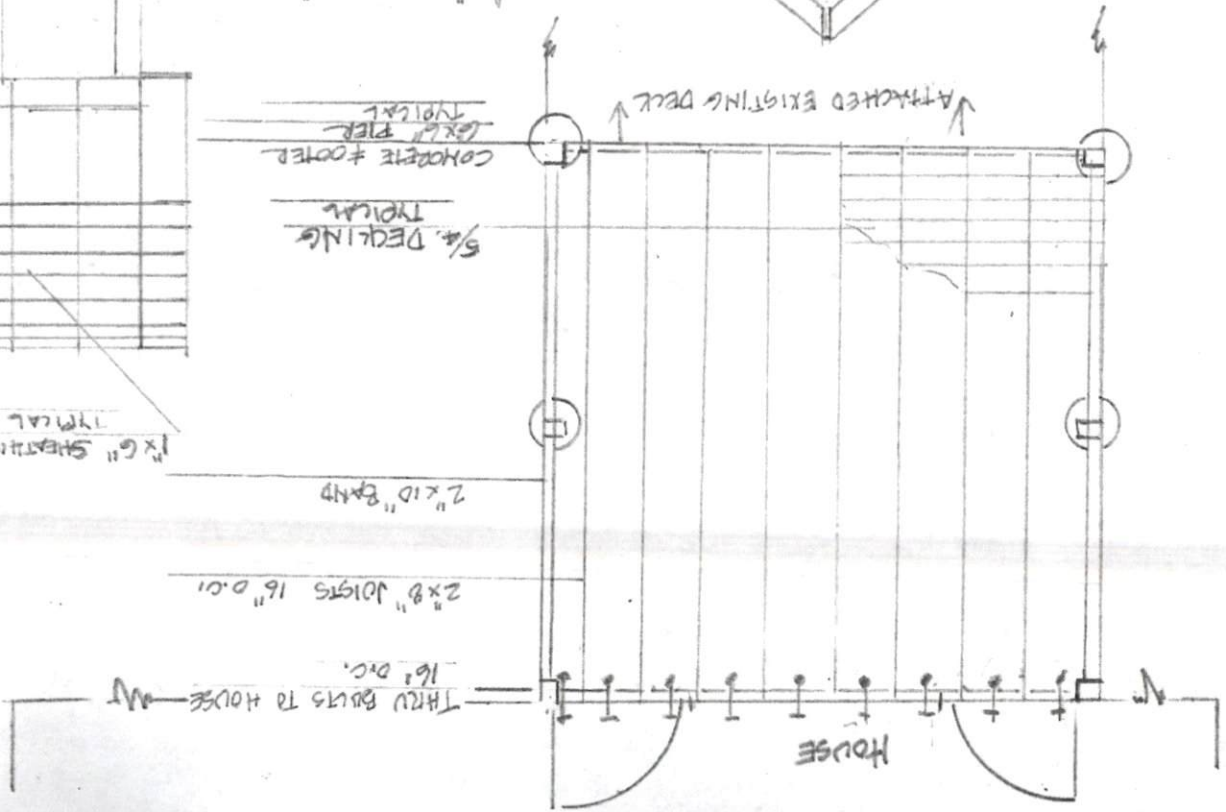 HOUSE
THRU BOLTS TO HOUSE
16" O.C.
2"x8" JOISTS 16" O.C.
2"x10" BAND
1"x6"
TYPICAL
5/4 DECKING
TYPICAL
CONCRETE FOOTER
6x6" PIER
TYPICAL
ATTACHED EXISTING DECK